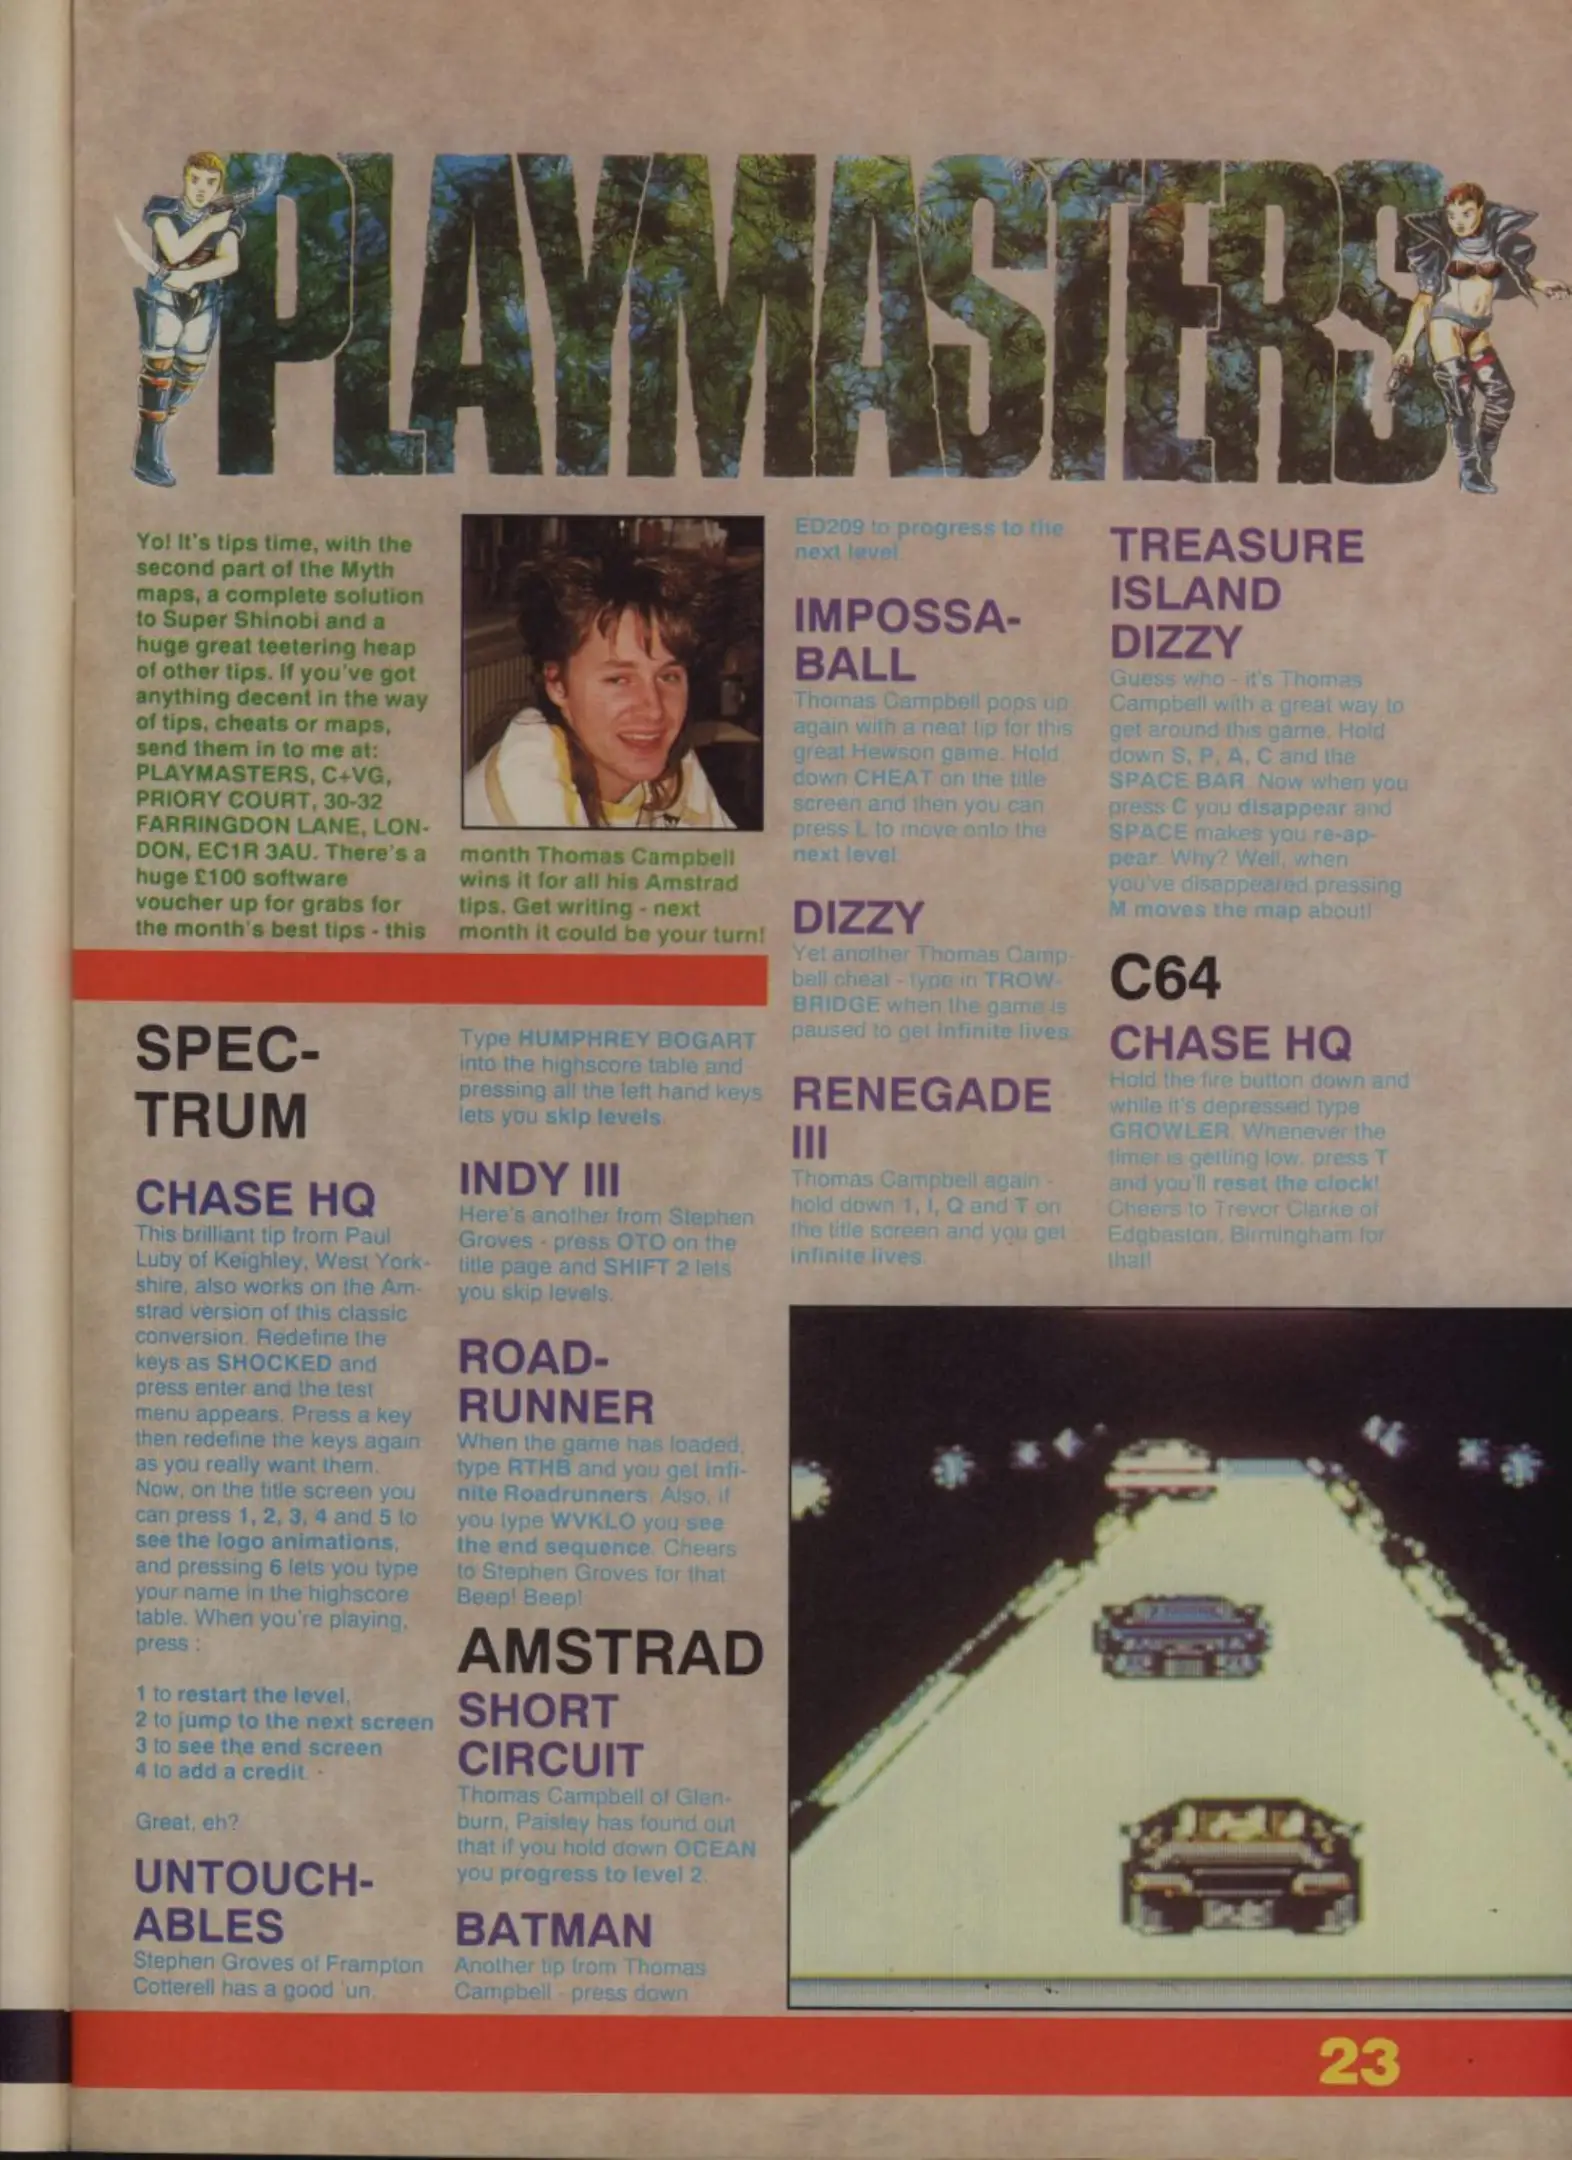 PLAYMASTERS
Yo! It's tips time, with the
second part of the Myth
maps, a complete solution
to Super Shinobi and a
huge great teetering heap
of other tips. If you've got
anything decent in the way
of tips, cheats or maps,
send them in to me at:
PLAYMASTERS, C+VG,
PRIORY COURT, 30-32
FARRINGDON LANE, LON-
DON, EC1R 3AU. There's a
huge £100 software
voucher up for grabs for
the month's best tips - this
month Thomas Campbell
wins it for all his Amstrad
tips. Get writing - next
month it could be your turn!
SPEC-
TRUM
CHASE HQ
This brilliant tip from Paul
Luby of Keighley, West York-
shire, also works on the Am-
strad version of this classic
conversion. Redefine the
keys as SHOCKED and
press enter and the test
menu appears. Press a key
then redefine the keys again
as you really want them.
Now, on the title screen you
can press 1, 2, 3, 4 and 5 to
see the logo animations,
and pressing 6 lets you type
your name in the highscore
table. When you're playing,
press :
1 to restart the level,
2 to jump to the next screen
3 to see the end screen
4 to add a credit.
Great, eh?
UNTOUCH-
ABLES
Stephen Groves of Frampton
Cotterell has a good 'un.
Type HUMPHREY BOGART
into the highscore table and
pressing all the left hand keys
lets you skip levels.
INDY III
Here's another from Stephen
Groves - press OTO on the
title page and SHIFT 2 lets
you skip levels.
ROAD-
RUNNER
When the game has loaded,
type RTHB and you get infi-
nite Roadrunners. Also, if
you type WVKLO you see
the end sequence. Cheers
to Stephen Groves for that
Beep! Beep!
AMSTRAD
SHORT
CIRCUIT
Thomas Campbell of Glen-
burn, Paisley has found out
that if you hold down OCEAN
you progress to level 2.
BATMAN
Another tip from Thomas
Campbell - press down
ED209 to progress to the
next level.
IMPOSSA-
BALL
Thomas Campbell pops up
again with a neat tip for this
great Hewson game. Hold
down CHEAT on the title
screen and then you can
press L to move onto the
next level.
DIZZY
Yet another Thomas Camp-
bell cheat - type in TROW-
BRIDGE when the game is
paused to get infinite lives.
RENEGADE
III
Thomas Campbell again -
hold down 1, I, Q and T on
the title screen and you get
infinite lives.
TREASURE
ISLAND
DIZZY
Guess who - it's Thomas
Campbell with a great way to
get around this game. Hold
down S, P, A, C and the
SPACE BAR. Now when you
press C you disappear and
SPACE makes you re-ap-
pear. Why? Well, when
you've disappeared pressing
M moves the map about!
C64
CHASE HQ
Hold the fire button down and
while it's depressed type
GROWLER. Whenever the
timer is getting low, press T
and you'll reset the clock!
Cheers to Trevor Clarke of
Edgbaston, Birmingham for
that!
23